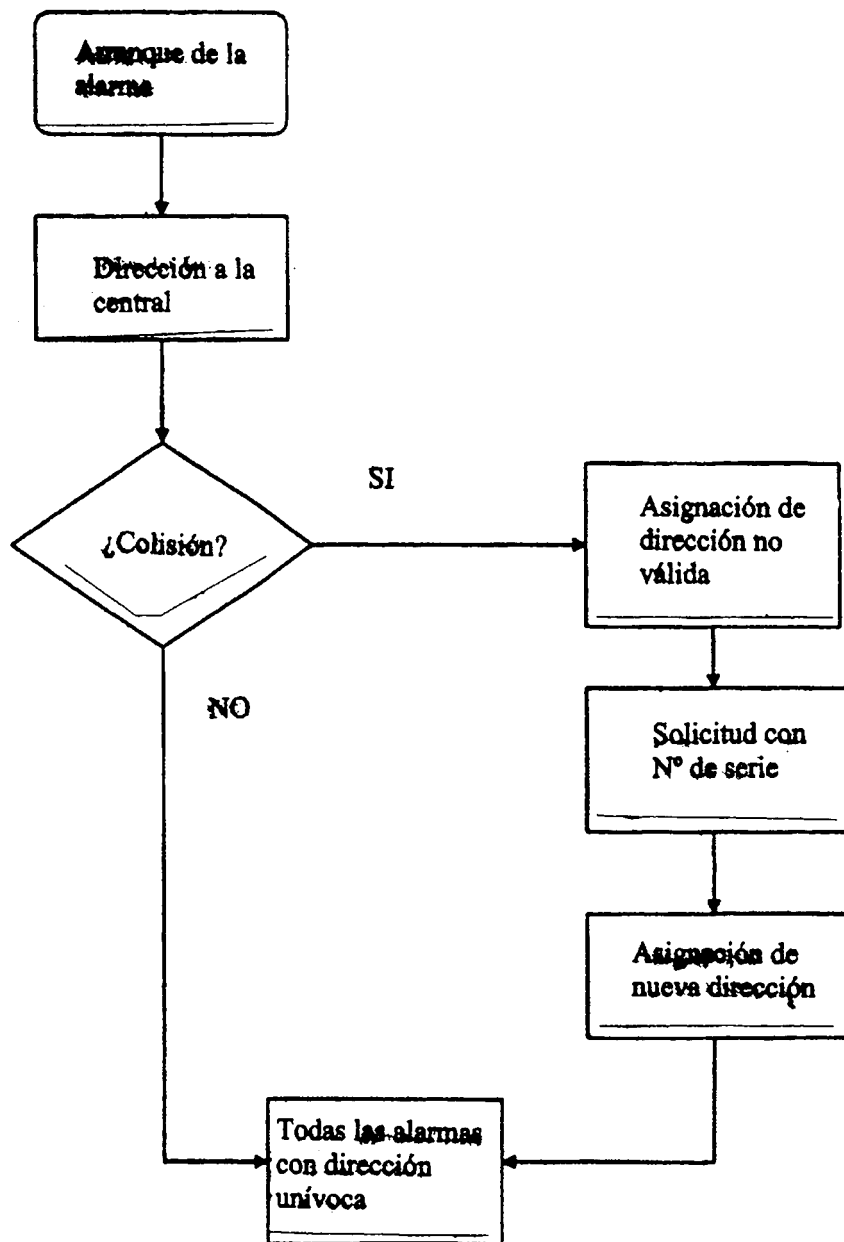 Arranque de la
alarma
Dirección a la
central
¿Colisión?
SI
NO
Asignación de
dirección no
válida
Solicitud con
Nº de serie
Asignación de
nueva dirección
Todas las alarmas
con dirección
unívoca